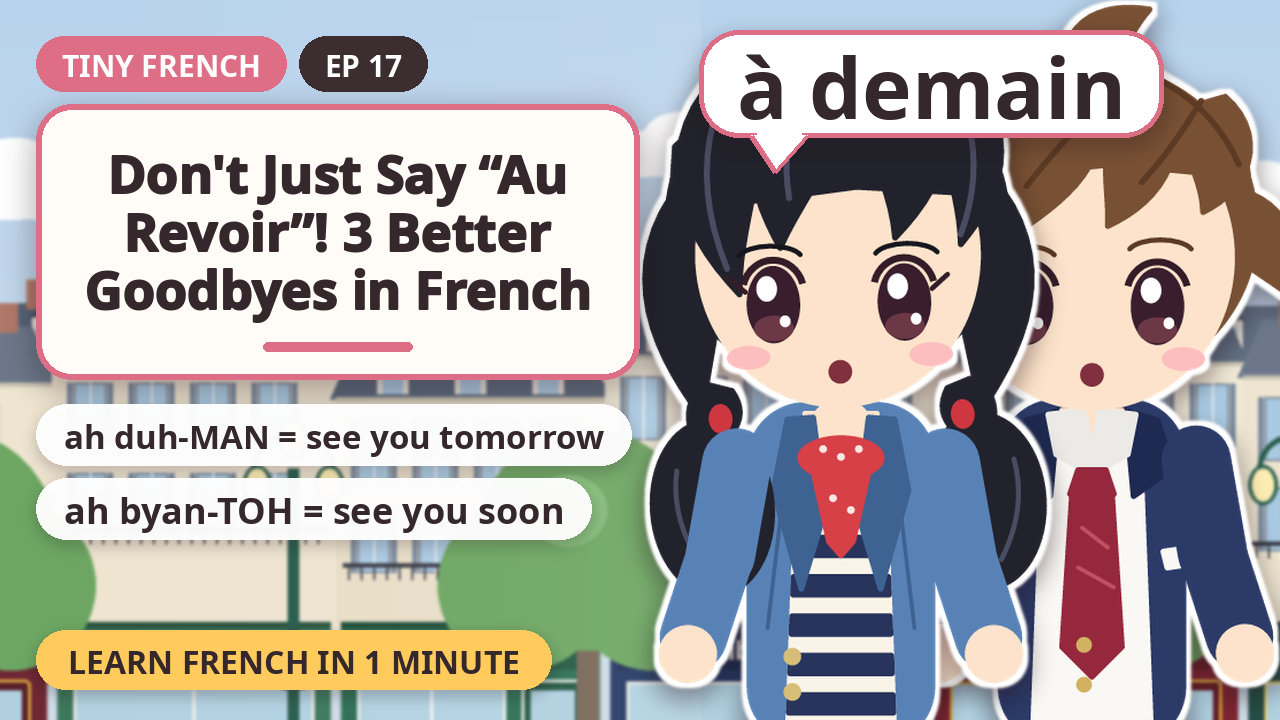 TINY FRENCH
EP 17
à demain
Don't Just Say “Au
Revoir”! 3 Better
Goodbyes in French
ah duh-MAN = see you tomorrow
ah byan-TOH = see you soon
LEARN FRENCH IN 1 MINUTE